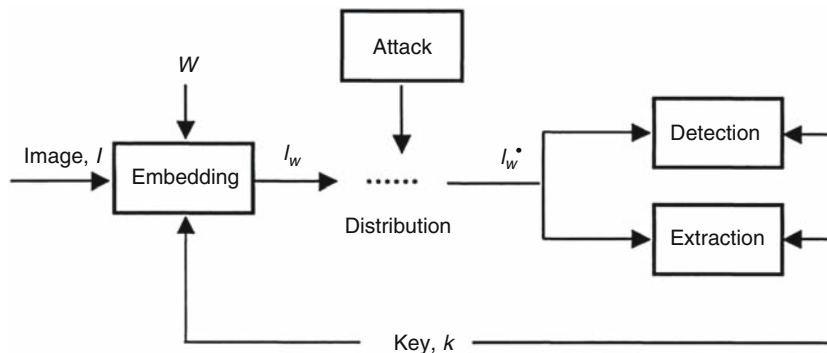 Attack
W
Image, I
Embedding
I_w
......
I_w•
Detection
Distribution
Extraction
Key, k